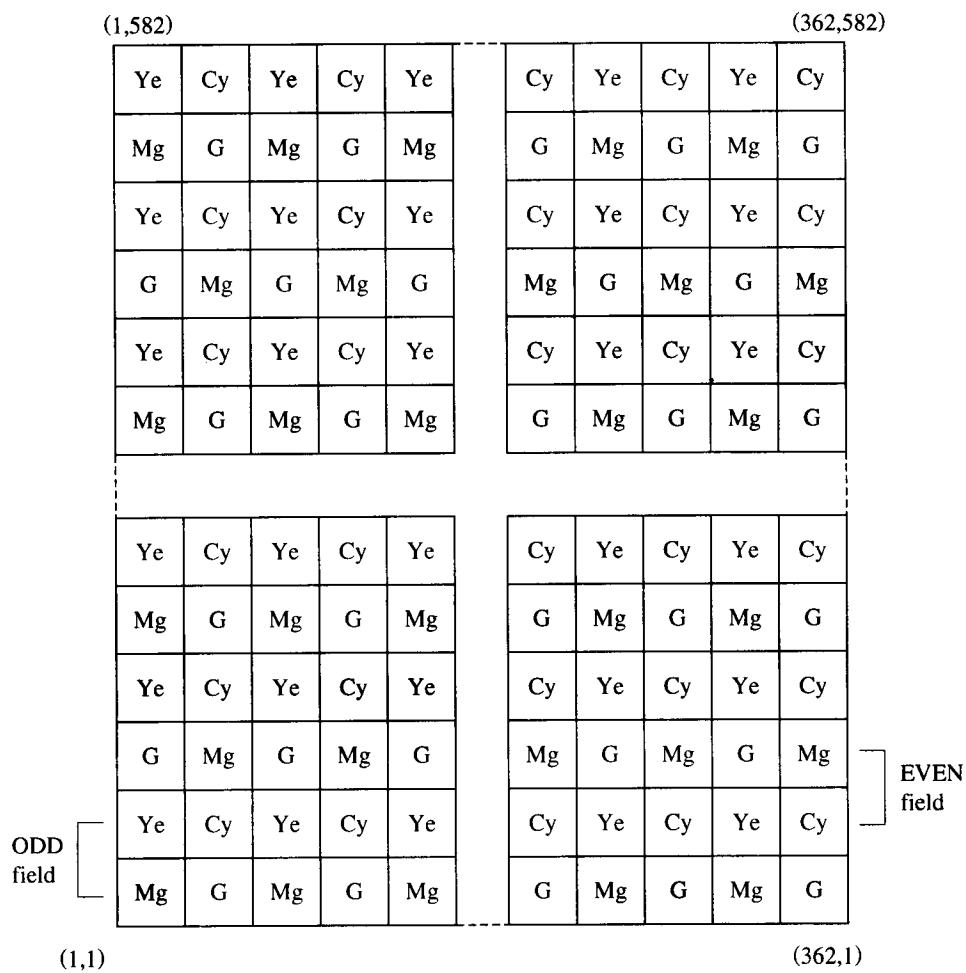 (1,582) (362,582)
Ye Cy Ye Cy Ye Cy Ye Cy Ye Cy
Mg G Mg G Mg G Mg G Mg G
Ye Cy Ye Cy Ye Cy Ye Cy Ye Cy
G Mg G Mg G Mg G Mg G Mg
Ye Cy Ye Cy Ye Cy Ye Cy Ye Cy
Mg G Mg G Mg G Mg G Mg G
Ye Cy Ye Cy Ye Cy Ye Cy Ye Cy
Mg G Mg G Mg G Mg G Mg G
Ye Cy Ye Cy Ye Cy Ye Cy Ye Cy
G Mg G Mg G Mg G Mg G Mg
EVEN
field
Ye Cy Ye Cy Ye Cy Ye Cy Ye Cy
ODD
field
Mg G Mg G Mg G Mg G Mg G
(1,1) (362,1)